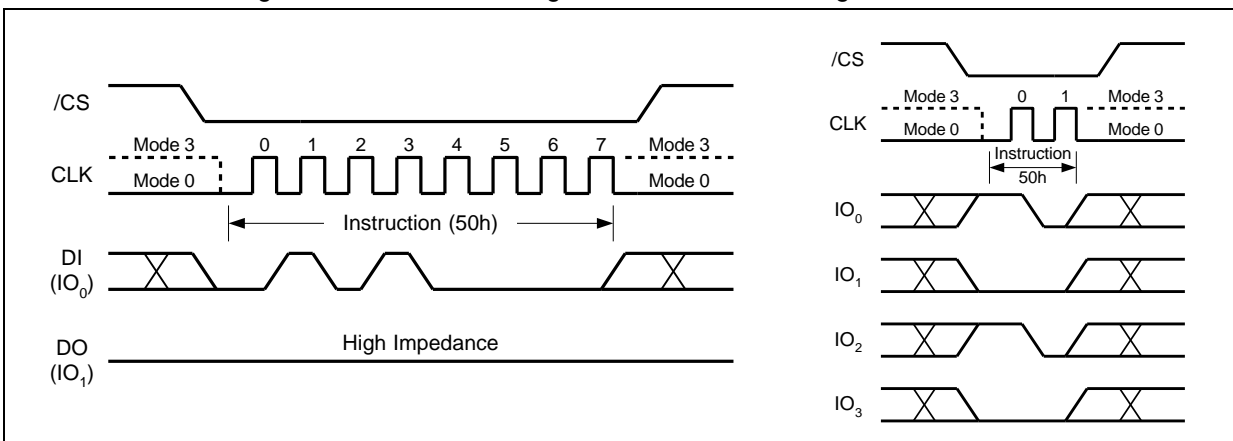 /CS
Mode 3 0 1 2 3 4 5 6 7 Mode 3
CLK Mode 0 Mode 0
Instruction (50h)
DI
(IO0)
High Impedance
DO
(IO1)
/CS
Mode 3 0 1 Mode 3
CLK Mode 0 Mode 0
Instruction
50h
IO0
IO1
IO2
IO3